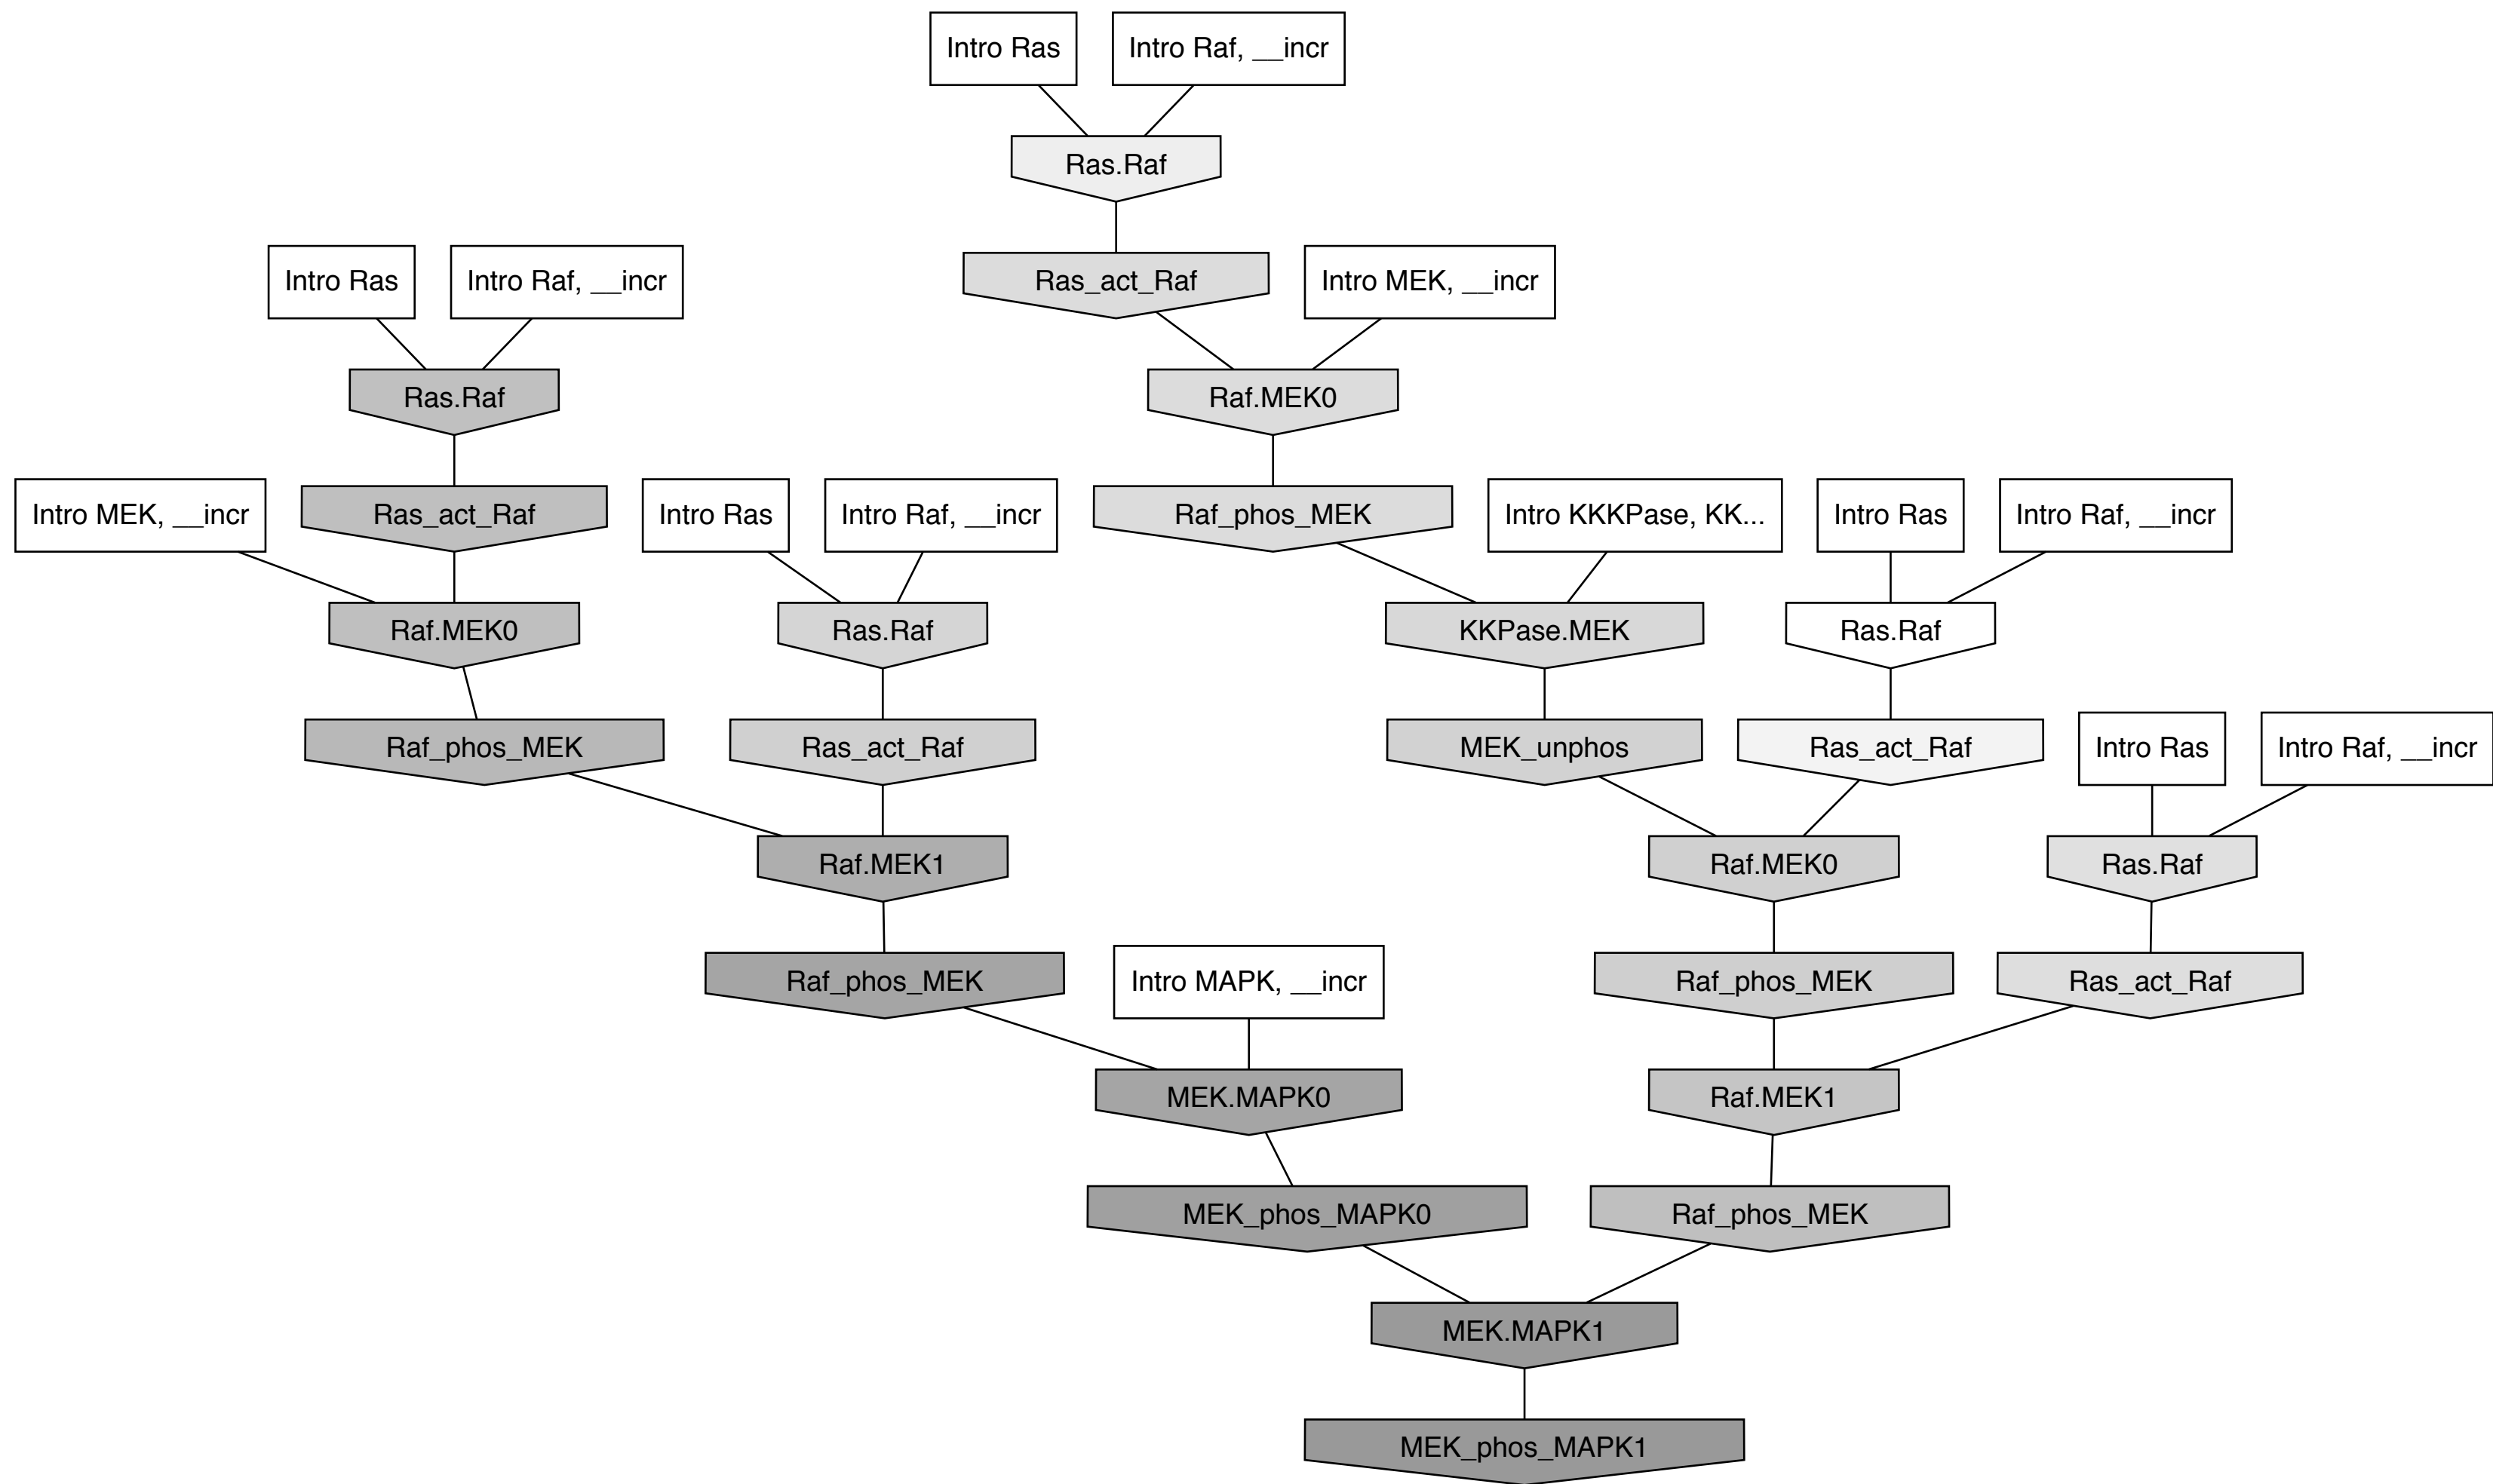 Intro Ras
Intro Raf, __incr
Ras.Raf
Intro Ras
Intro Raf, __incr
Ras_act_Raf
Intro MEK, __incr
Ras.Raf
Raf.MEK0
Intro MEK, __incr
Ras_act_Raf
Intro Ras
Intro Raf, __incr
Raf_phos_MEK
Intro KKKPase, KK...
Intro Ras
Intro Raf, __incr
Raf.MEK0
Ras.Raf
KKPase.MEK
Ras.Raf
Raf_phos_MEK
Ras_act_Raf
MEK_unphos
Ras_act_Raf
Intro Ras
Intro Raf, __incr
Raf.MEK1
Raf.MEK0
Ras.Raf
Raf_phos_MEK
Intro MAPK, __incr
Raf_phos_MEK
Ras_act_Raf
MEK.MAPK0
Raf.MEK1
MEK_phos_MAPK0
Raf_phos_MEK
MEK.MAPK1
MEK_phos_MAPK1